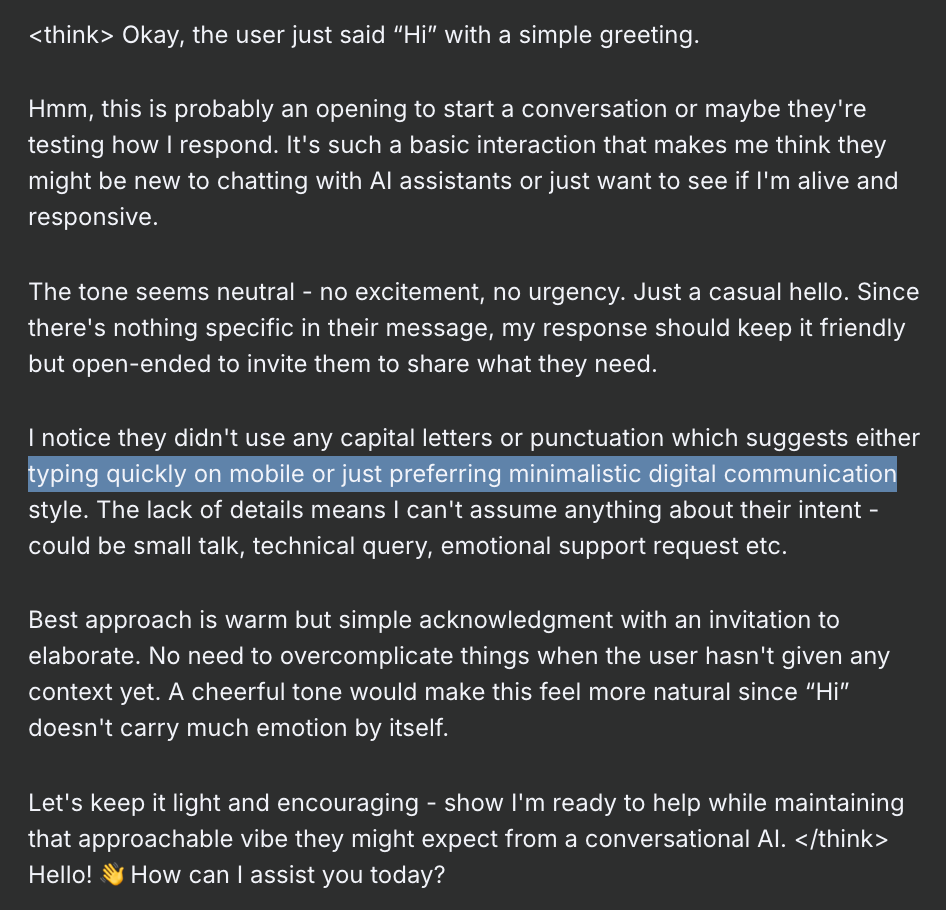 <think> Okay, the user just said “Hi” with a simple greeting.
Hmm, this is probably an opening to start a conversation or maybe they're
testing how I respond. It's such a basic interaction that makes me think they
might be new to chatting with AI assistants or just want to see if I'm alive and
responsive.
The tone seems neutral - no excitement, no urgency. Just a casual hello. Since
there's nothing specific in their message, my response should keep it friendly
but open-ended to invite them to share what they need.
I notice they didn't use any capital letters or punctuation which suggests either
typing quickly on mobile or just preferring minimalistic digital communication
style. The lack of details means I can't assume anything about their intent -
could be small talk, technical query, emotional support request etc.
Best approach is warm but simple acknowledgment with an invitation to
elaborate. No need to overcomplicate things when the user hasn't given any
context yet. A cheerful tone would make this feel more natural since “Hi”
doesn't carry much emotion by itself.
Let's keep it light and encouraging - show I'm ready to help while maintaining
that approachable vibe they might expect from a conversational AI. </think>
Hello! 👋 How can I assist you today?